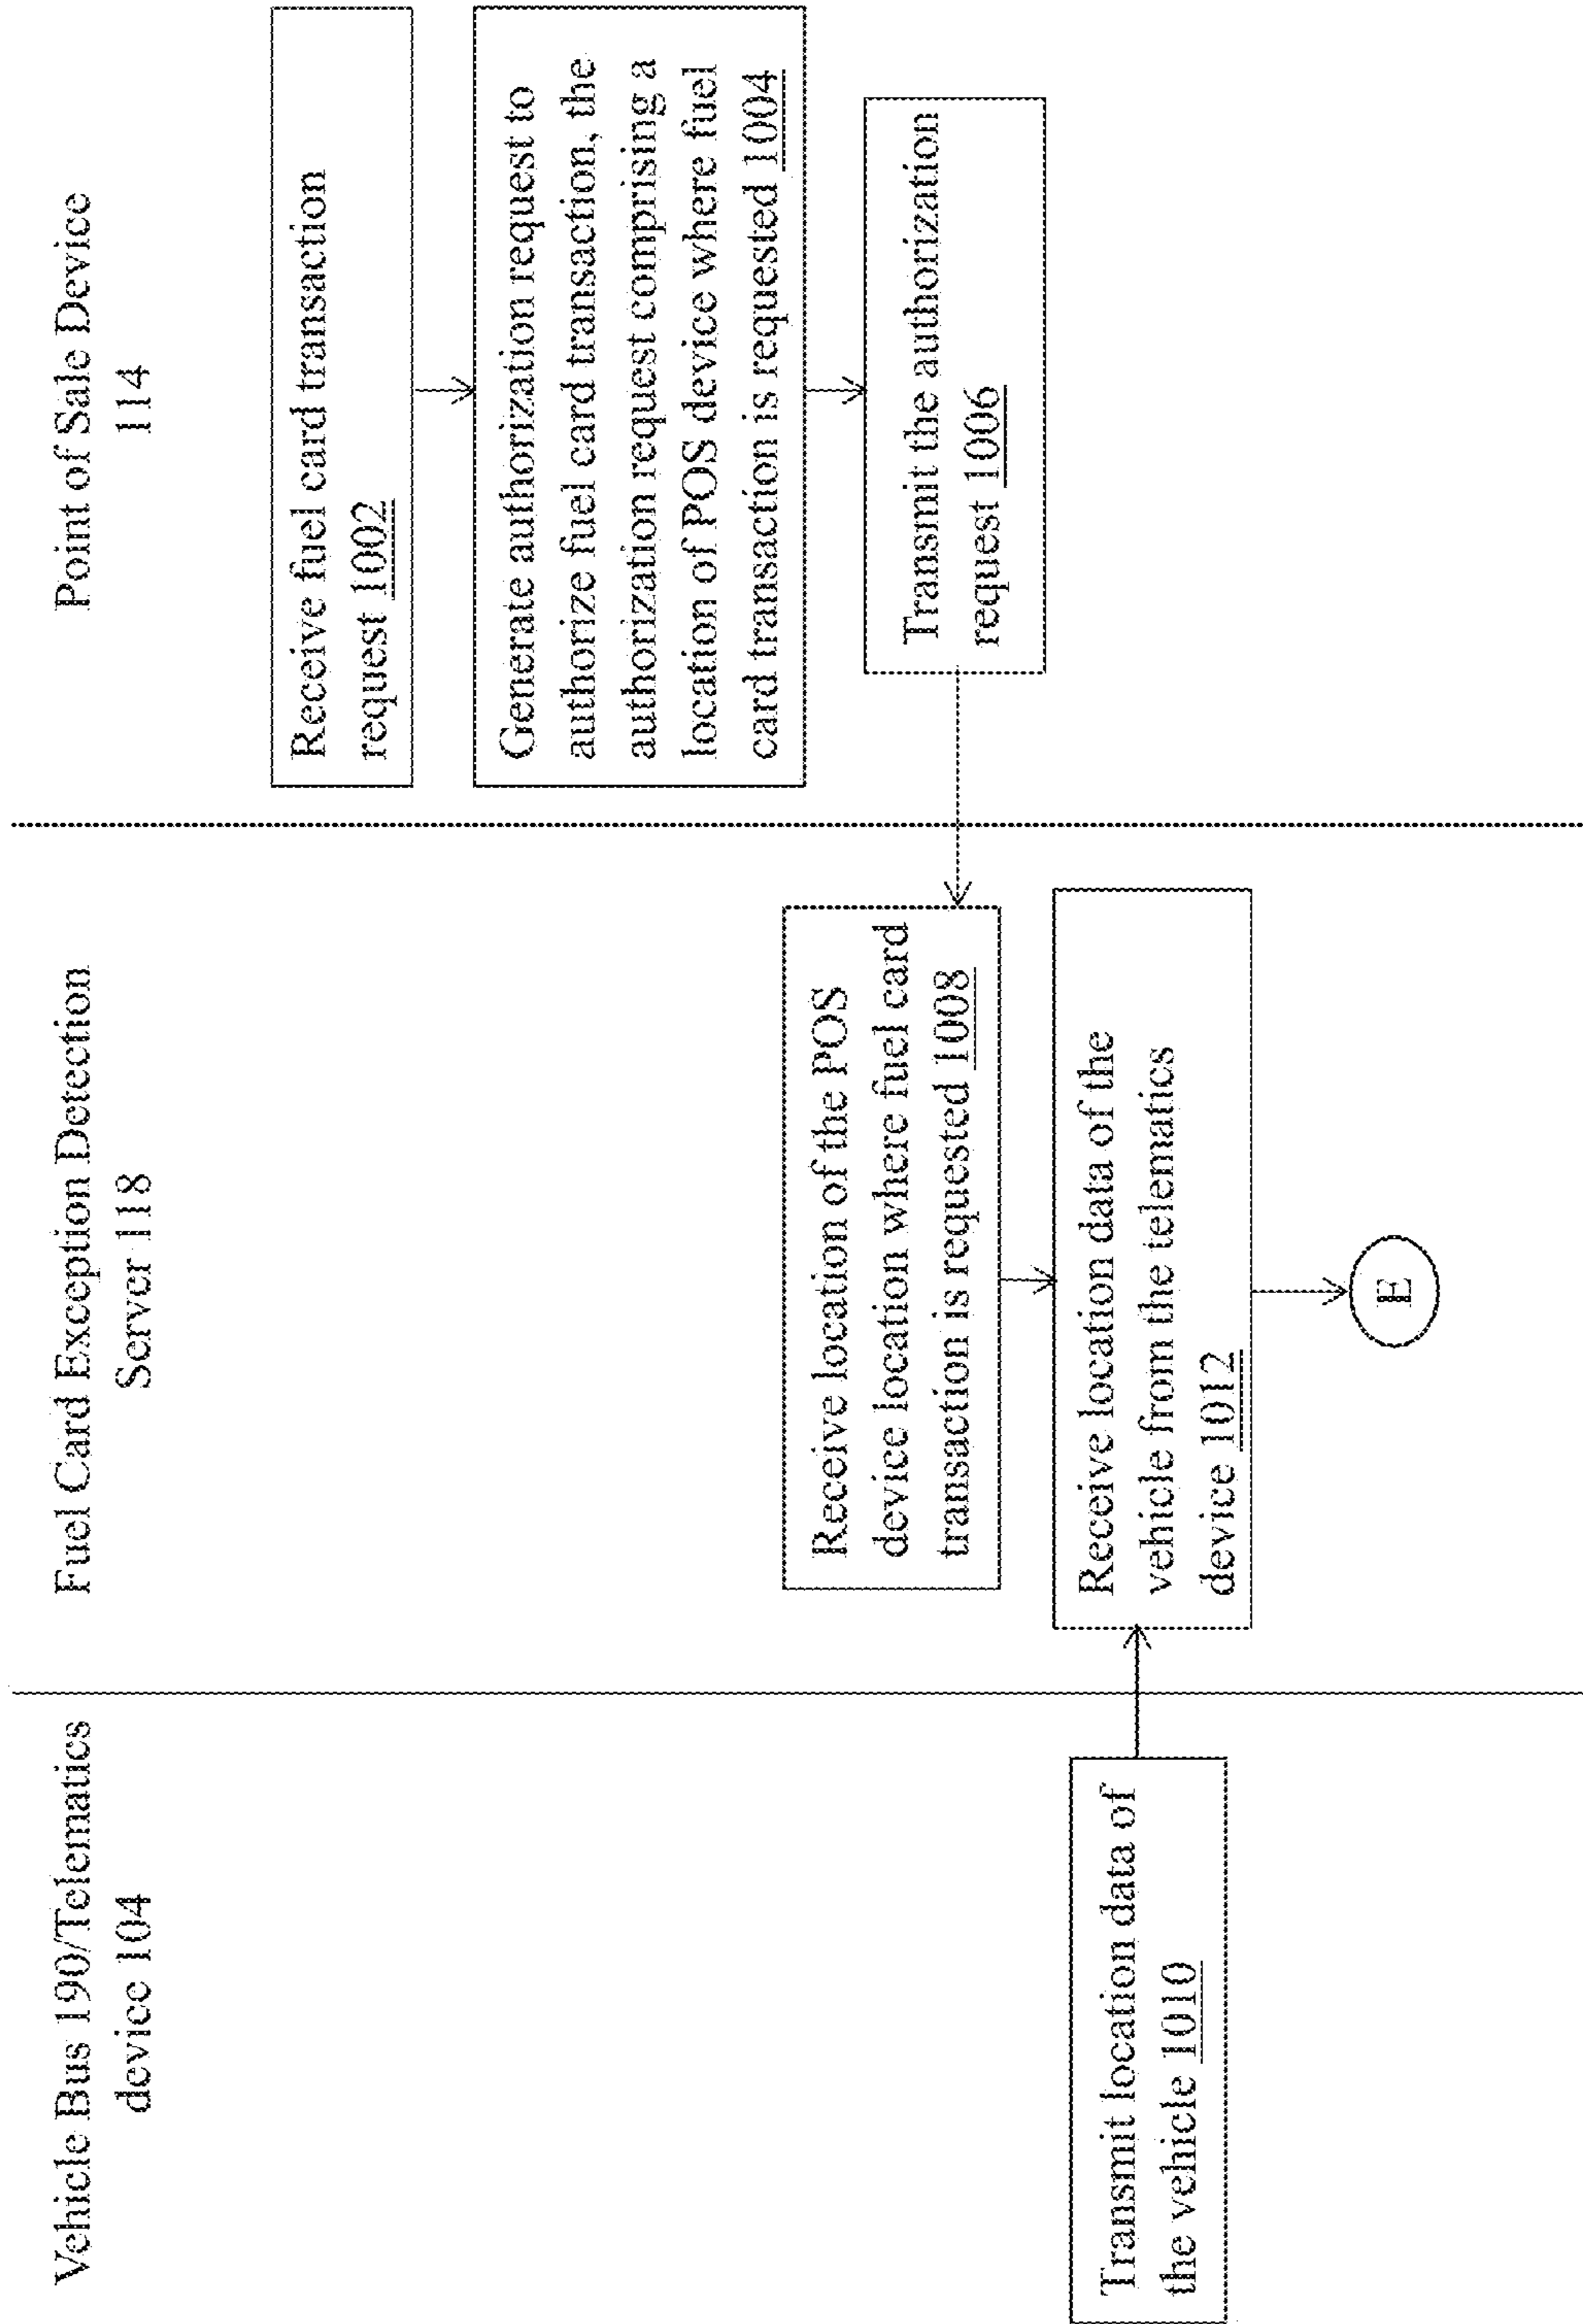 Vehicle Bus 190/Telematics
device 104
Fuel Card Exception Detection
Server 118
Point of Sale Device
114
Receive fuel card transaction
request 1002
Generate authorization request to
authorize fuel card transaction, the
authorization request comprising a
location of POS device where fuel
card transaction is requested 1004
Transmit the authorization
request 1006
Receive location of the POS
device location where fuel card
transaction is requested 1008
Transmit location data of
the vehicle 1010
Receive location data of the
vehicle from the telematics
device 1012
E